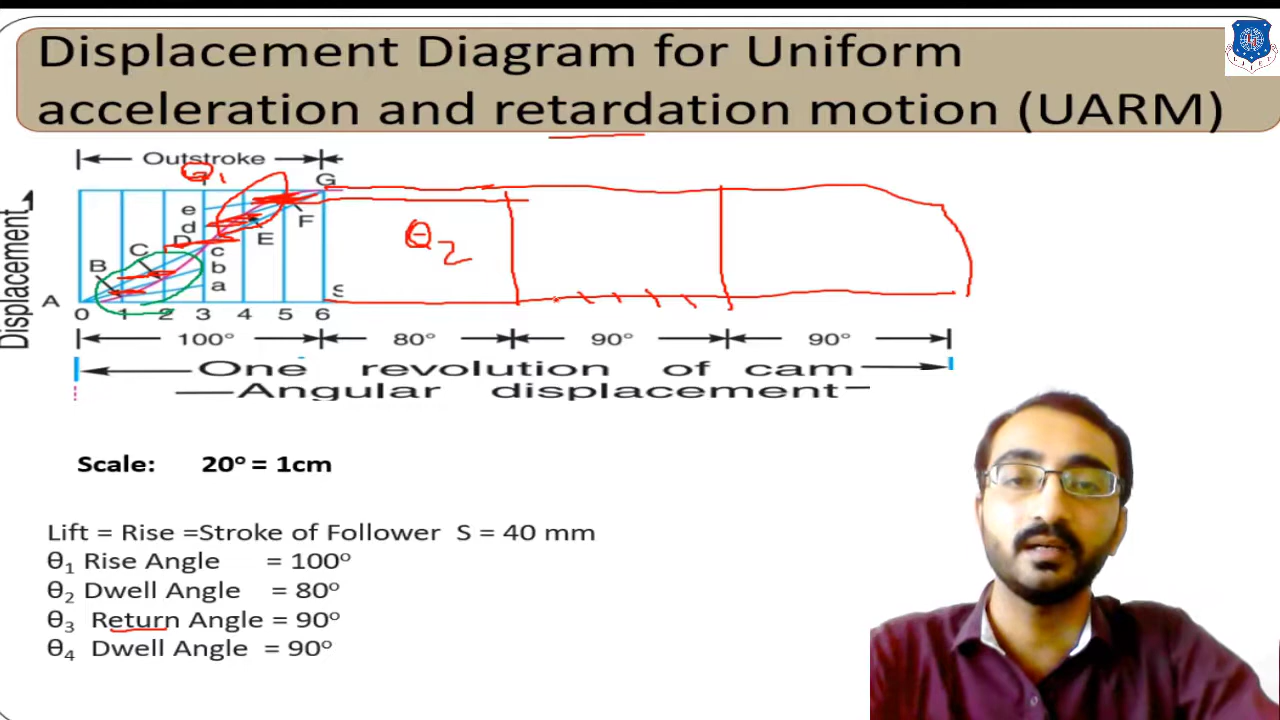 Displacement Diagram for Uniform
acceleration and retardation motion (UARM)
Outstroke
θ1
G
e
d
F
D
E
C
c
B
b
a
θ2
S
A
Displacement
0 1 2 3 4 5 6
100° 80° 90° 90°
One revolution of cam
Angular displacement
Scale: 20° = 1cm
Lift = Rise =Stroke of Follower S = 40 mm
θ1 Rise Angle = 100°
θ2 Dwell Angle = 80°
θ3 Return Angle = 90°
θ4 Dwell Angle = 90°